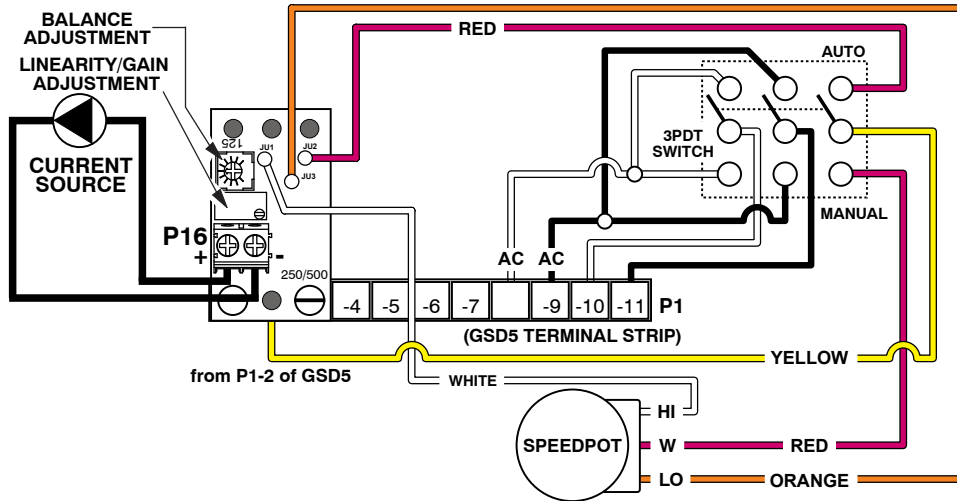 BALANCE
ADJUSTMENT
LINEARITY/GAIN
ADJUSTMENT
CURRENT
SOURCE
RED
AUTO
3PDT
SWITCH
MANUAL
125
JU1
JU2
JU3
P16
+
-
250/500
AC
AC
-4
-5
-6
-7
-9
-10
-11
P1
(GSD5 TERMINAL STRIP)
YELLOW
from P1-2 of GSD5
WHITE
HI
SPEEDPOT
W
RED
LO
ORANGE